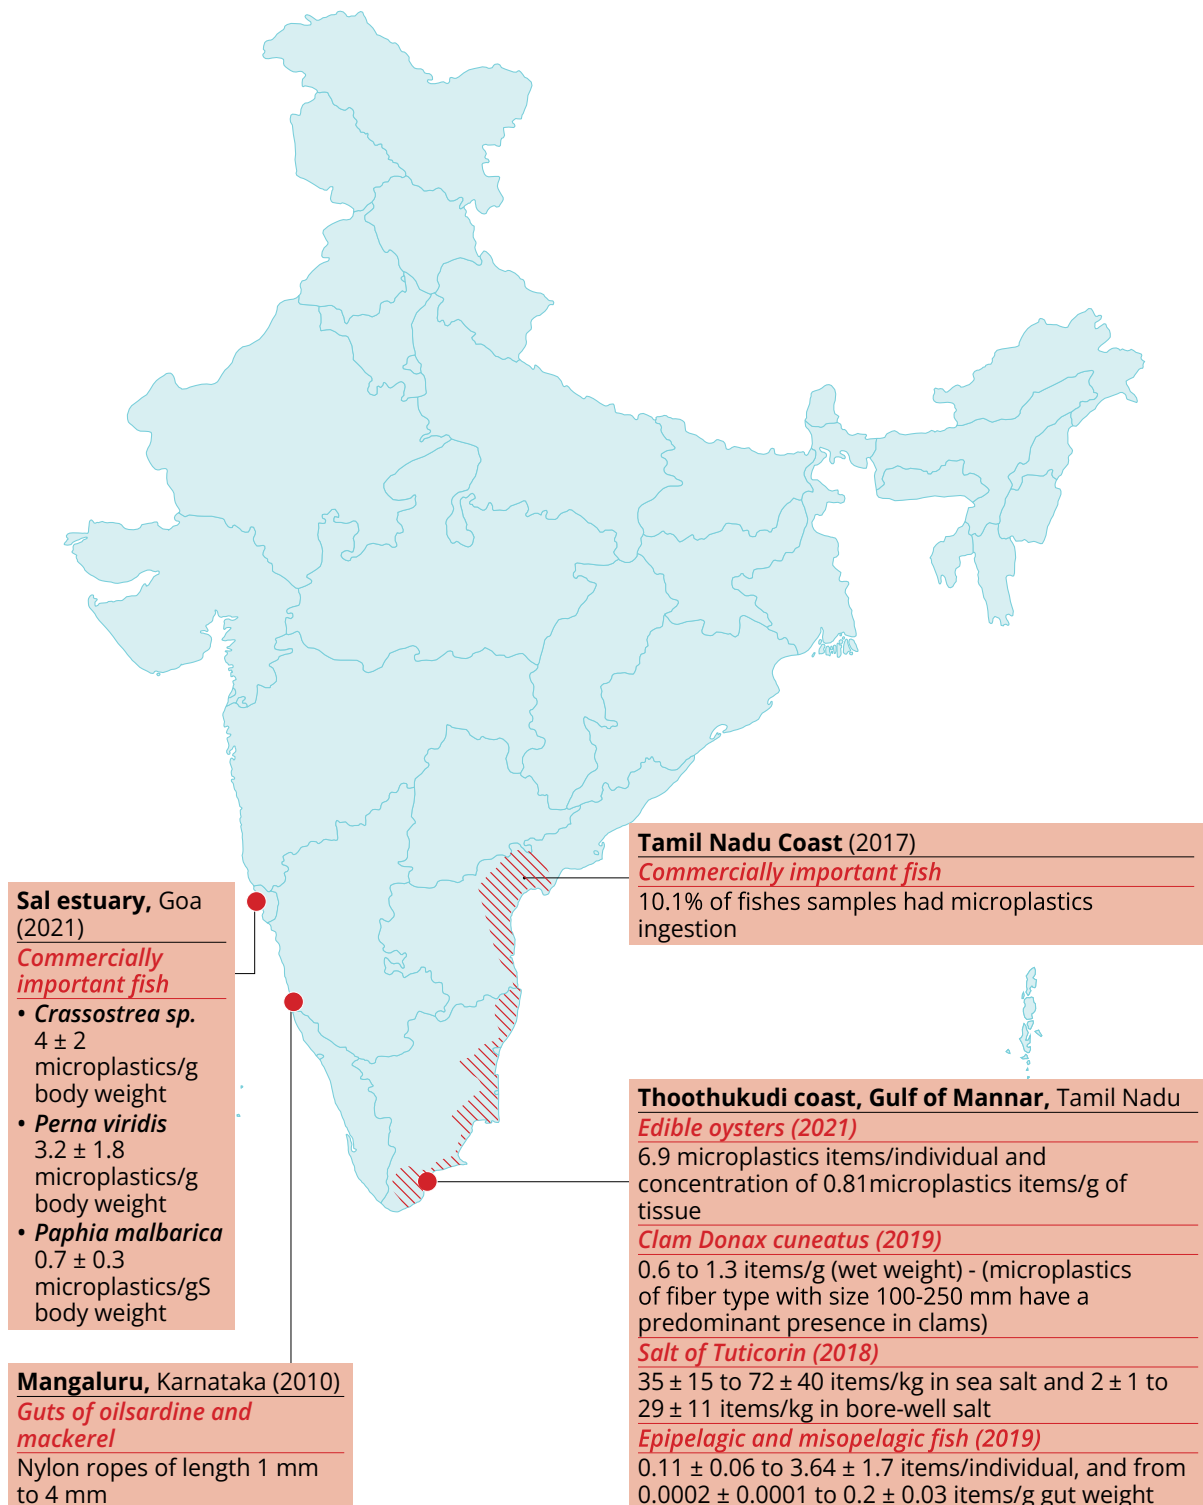 Tamil Nadu Coast (2017)
Commercially important fish
10.1% of fishes samples had microplastics
ingestion
Sal estuary, Goa
(2021)
Commercially
important fish
• Crassostrea sp.
4 ± 2
microplastics/g
body weight
• Perna viridis
3.2 ± 1.8
microplastics/g
body weight
• Paphia malbarica
0.7 ± 0.3
microplastics/gS
body weight
Thoothukudi coast, Gulf of Mannar, Tamil Nadu
Edible oysters (2021)
6.9 microplastics items/individual and
concentration of 0.81microplastics items/g of
tissue
Clam Donax cuneatus (2019)
0.6 to 1.3 items/g (wet weight) - (microplastics
of fiber type with size 100-250 mm have a
predominant presence in clams)
Salt of Tuticorin (2018)
35 ± 15 to 72 ± 40 items/kg in sea salt and 2 ± 1 to
29 ± 11 items/kg in bore-well salt
Epipelagic and misopelagic fish (2019)
0.11 ± 0.06 to 3.64 ± 1.7 items/individual, and from
0.0002 ± 0.0001 to 0.2 ± 0.03 items/g gut weight
Mangaluru, Karnataka (2010)
Guts of oilsardine and
mackerel
Nylon ropes of length 1 mm
to 4 mm